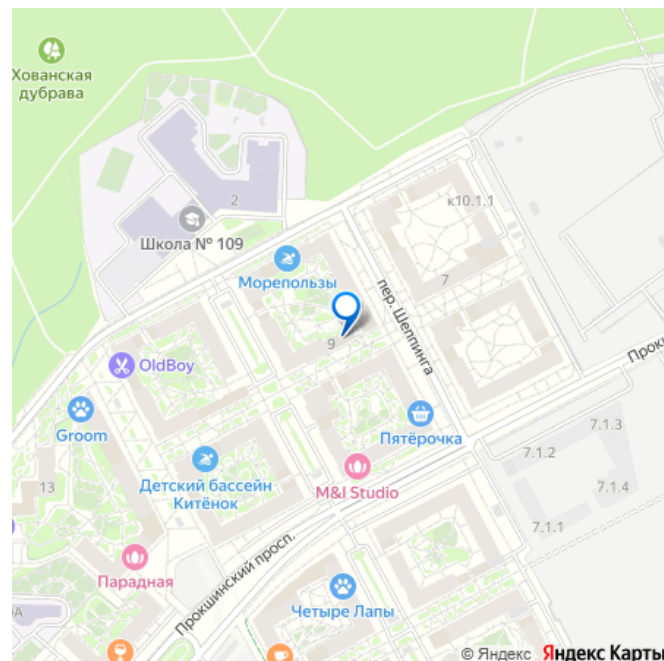 Хованская
дубрава
2
Школа № 109
к10.1.1
Морепользы
7
пер. Шеппинга
9
OldBoy
Groom
Пятёрочка
7.1.3
7.1.2
7.1.4
7.1.1
Детский бассейн
Китёнок
M&I Studio
13
Прокшинский просп.
Парадная
Четыре Лапы
© Яндекс Яндекс Карты